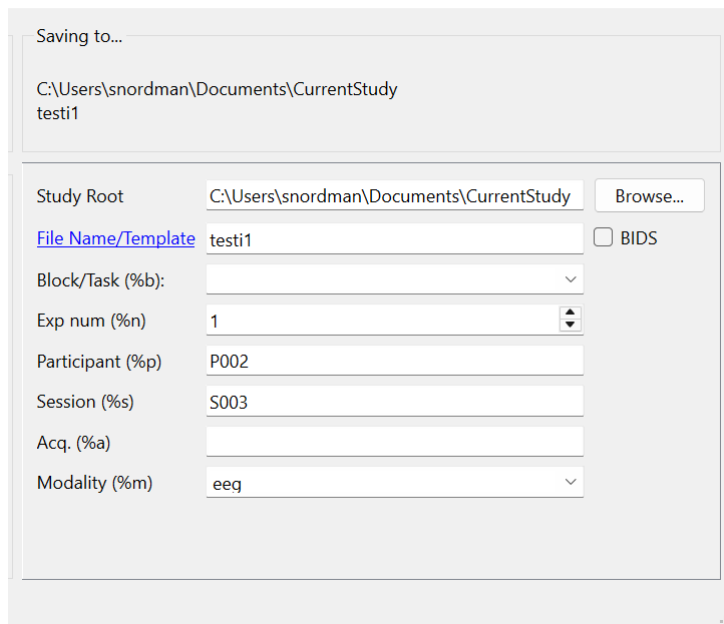 Saving to...
C:\Users\snordman\Documents\CurrentStudy
testi1
Study Root C:\Users\snordman\Documents\CurrentStudy Browse...
File Name/Template testi1 BIDS
Block/Task (%b):
Exp num (%n) 1
Participant (%p) P002
Session (%s) S003
Acq. (%a)
Modality (%m) eeg